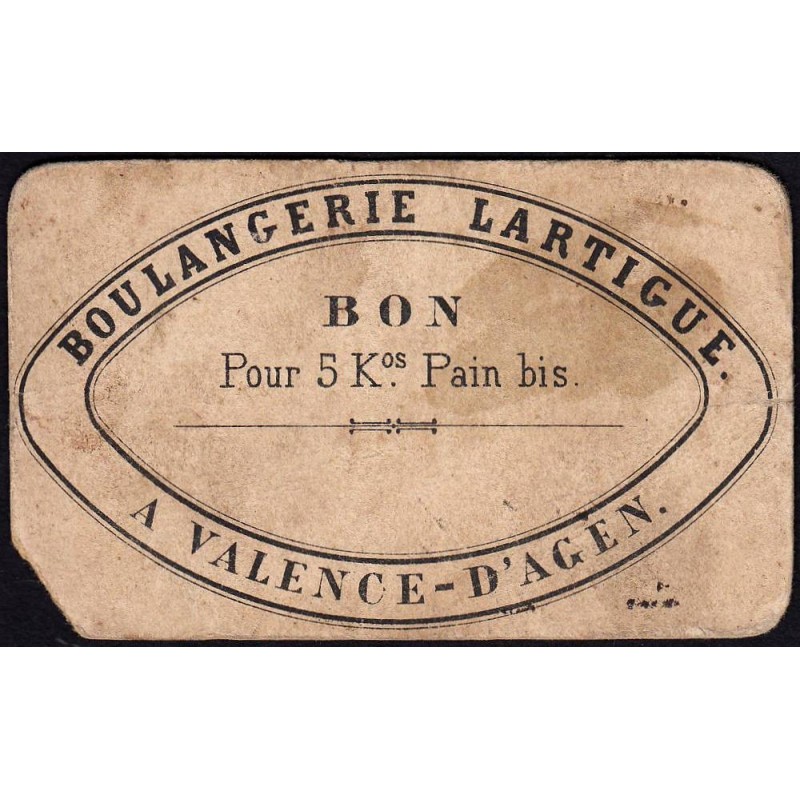 BOULANGERIE LARTIGUE.
BON
Pour 5 Kos. Pain bis.
A VALENCE-D'AGEN.